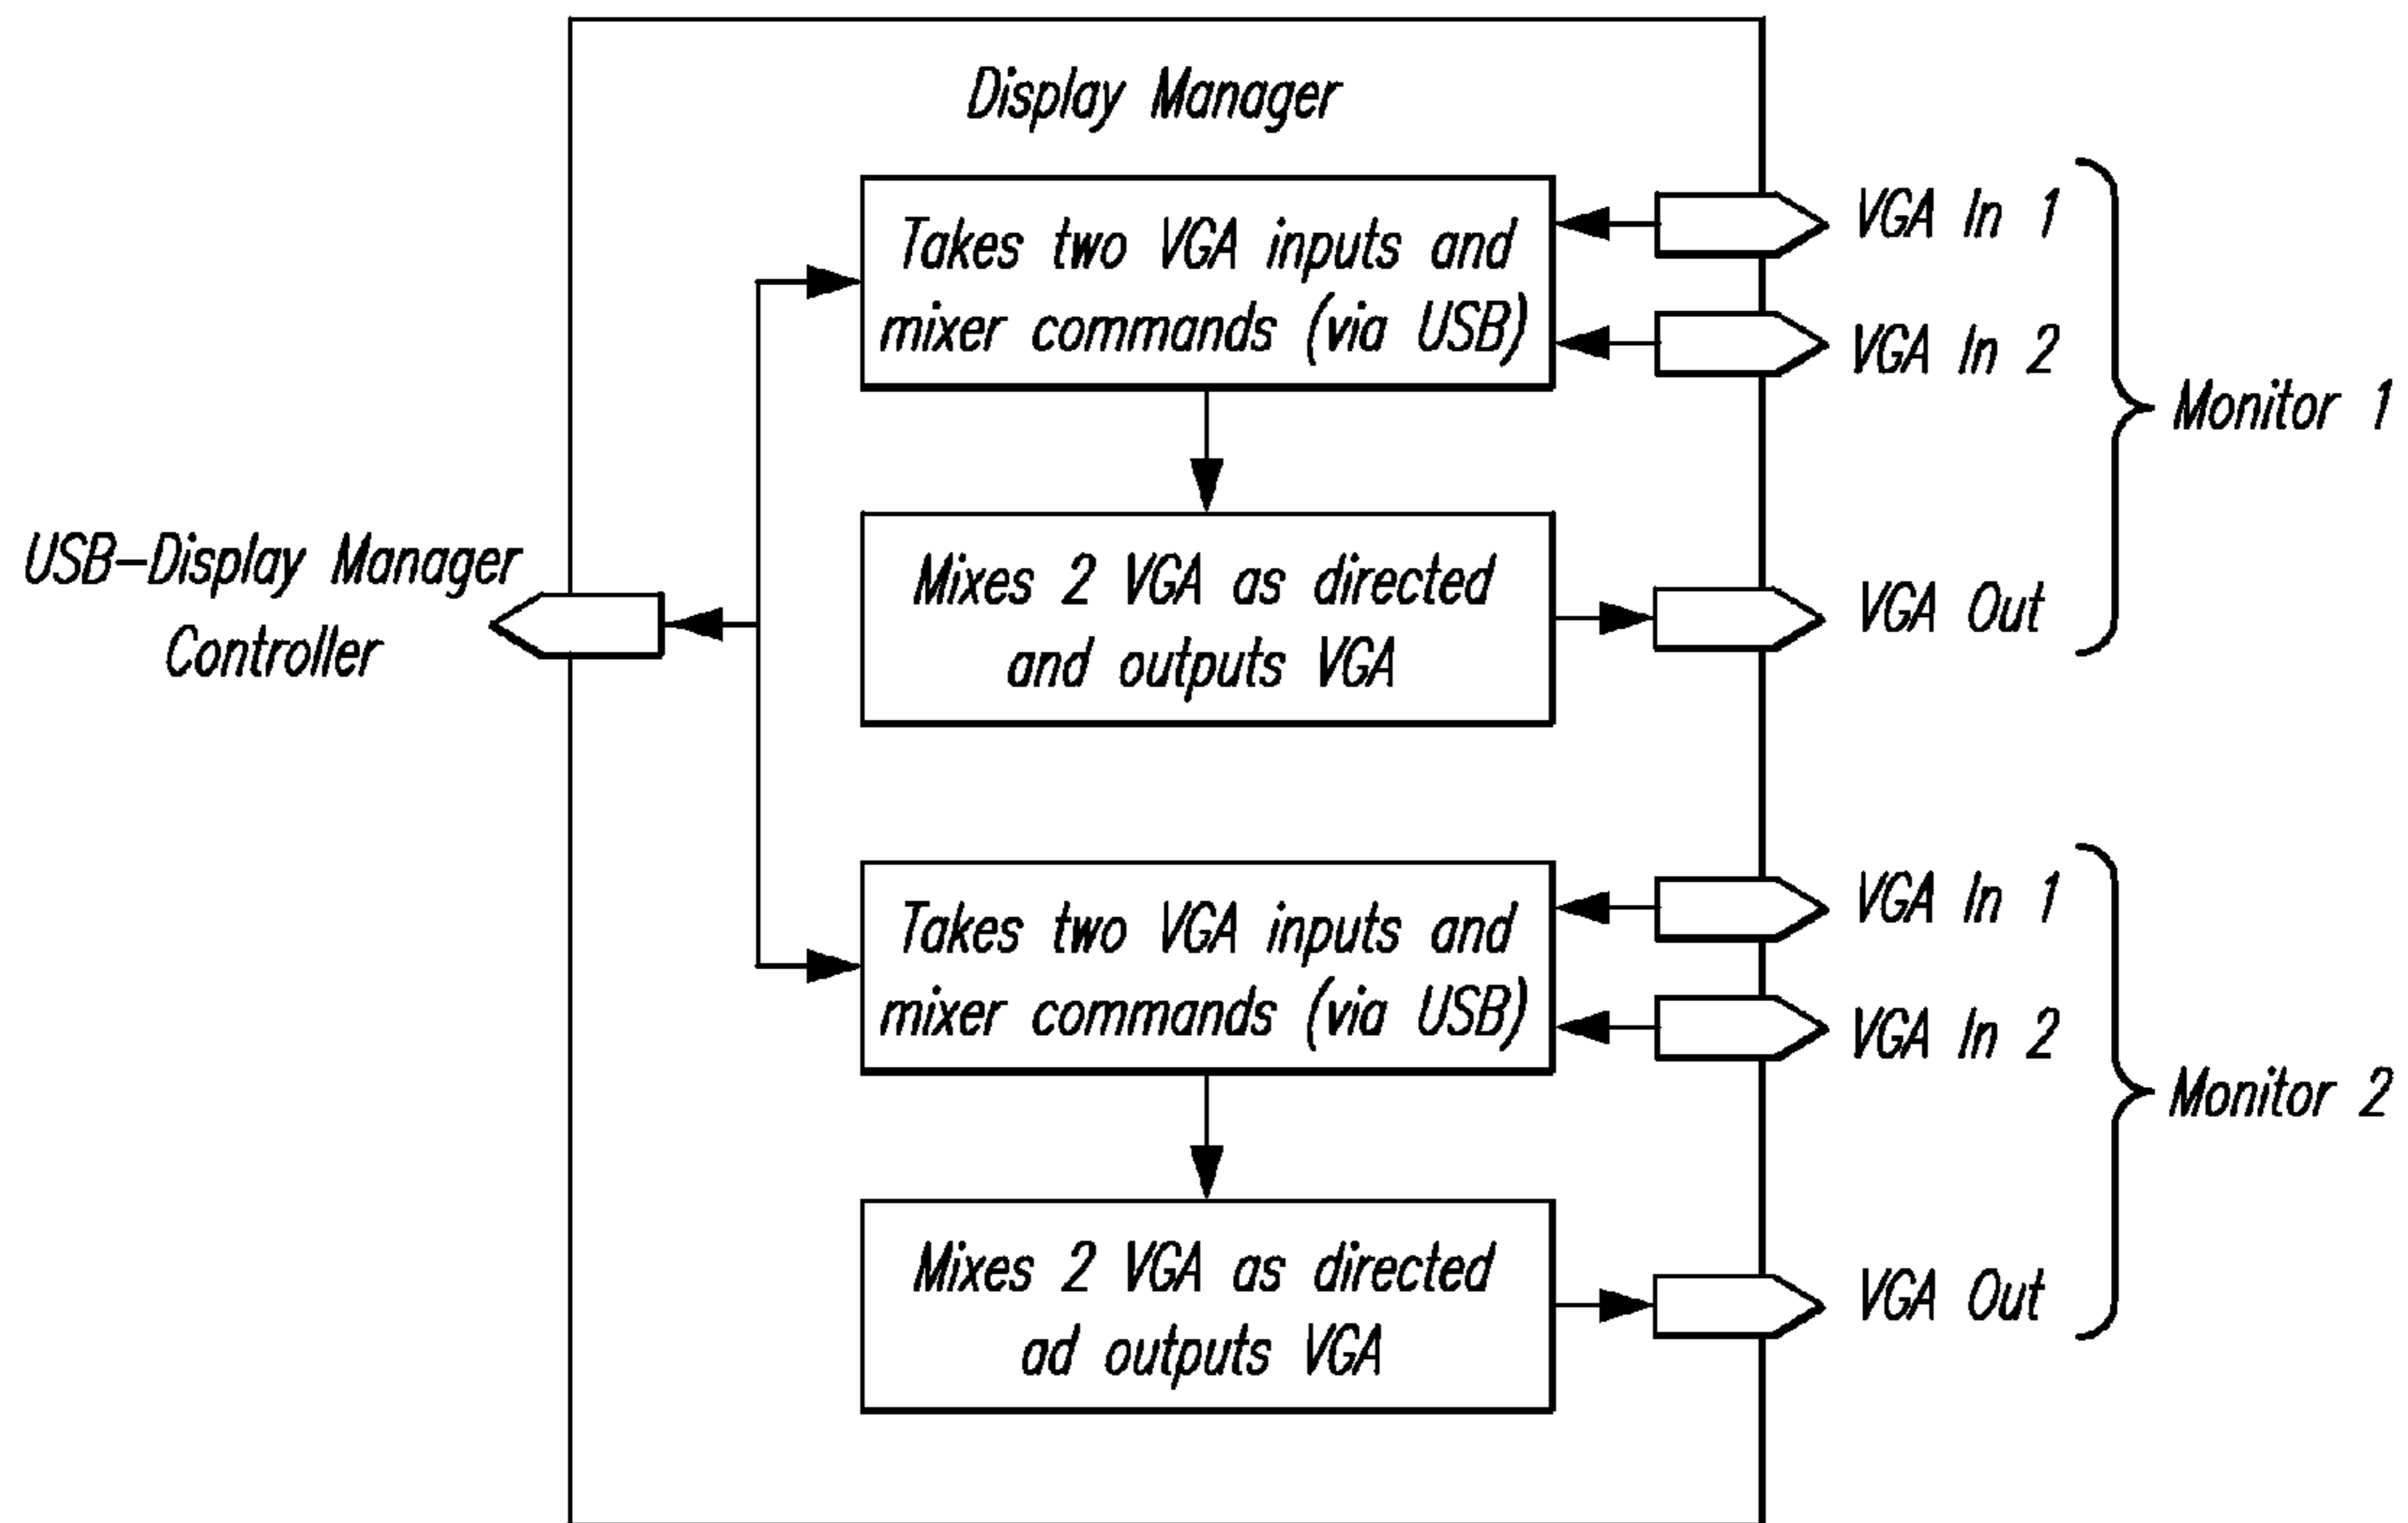 Display Manager
Takes two VGA inputs and
mixer commands (via USB)
VGA In 1
VGA In 2
Monitor 1
Mixes 2 VGA as directed
and outputs VGA
VGA Out
USB-Display Manager
Controller
Takes two VGA inputs and
mixer commands (via USB)
VGA In 1
VGA In 2
Monitor 2
Mixes 2 VGA as directed
ad outputs VGA
VGA Out